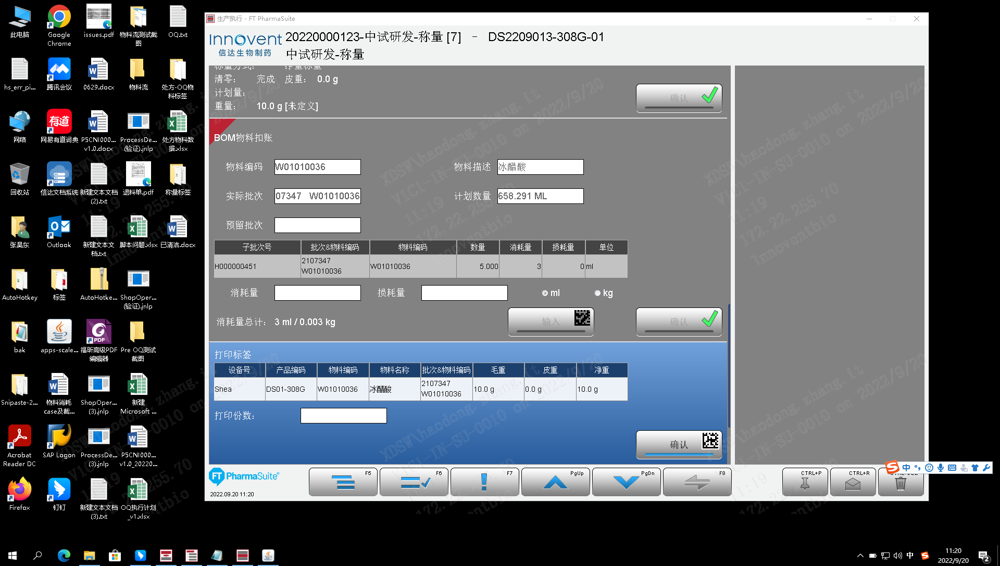 此电脑
Google Chrome
issues.pdf
物料流测试截图
OQ.txt
hs_err_pi...
腾讯会议
0629.docx
物料流
处方-OQ物料标签
网络
网易有道词典
P5CNI000... v1.0.docx
ProcessDe... (验证).jnlp
处方物料数据.xlsx
回收站
信达文档系统
新建文本文档 (2).txt
退料单.pdf
称量标签
张昊东
Outlook
新建文本文档.txt
脚本问题.xlsx
已清洁.docx
AutoHotkey
标签
AutoHotke...
ShopOper... (验证).jnlp
bak
apps-scale...
福昕高级PDF编辑器
Pre OQ测试截图
Snipaste-2...
物料消耗case及截...
ShopOper... (3).jnlp
新建 Microsoft ...
Acrobat Reader DC
SAP Logon
ProcessDe... (3).jnlp
P5CNI000... v1.0_20220...
Firefox
钉钉
新建文本文档 (3).txt
OQ执行计划_v1.xlsx
生产执行 - FT PharmaSuite
Innovent
信达生物制药
20220000123-中试研发-称量 [7] - DS2209013-308G-01
中试研发-称量
清零: 完成 皮重: 0.0 g
计划量:
重量: 10.0 g [未定义]
确认
BOM物料扣账
物料编码 W01010036
物料描述 冰醋酸
实际批次 07347 W01010036
计划数量 658.291 ML
预留批次
子批次号 批次&物料编码 物料编码 数量 消耗量 损耗量 单位
H000000451 2107347 W01010036 W01010036 5.000 3 0 ml
消耗量 损耗量 ml kg
消耗量总计: 3 ml / 0.003 kg
输入
确认
打印标签
设备号 产品编码 物料编码 物料名称 批次&物料编码 毛重 皮重 净重
Shea DS01-308G W01010036 冰醋酸 2107347 W01010036 10.0 g 0.0 g 10.0 g
打印份数:
确认
FT PharmaSuite
2022.09.20 11:20
F5
F6
F7
PgUp
PgDn
F8
CTRL+P
CTRL+R
中
中
11:20
2022/9/20
2
XDSW\haodong.zhang.it
V1C1-IN-SU-0010 on 2022/9/20
11:19
172.22.255.70
Innoventbio